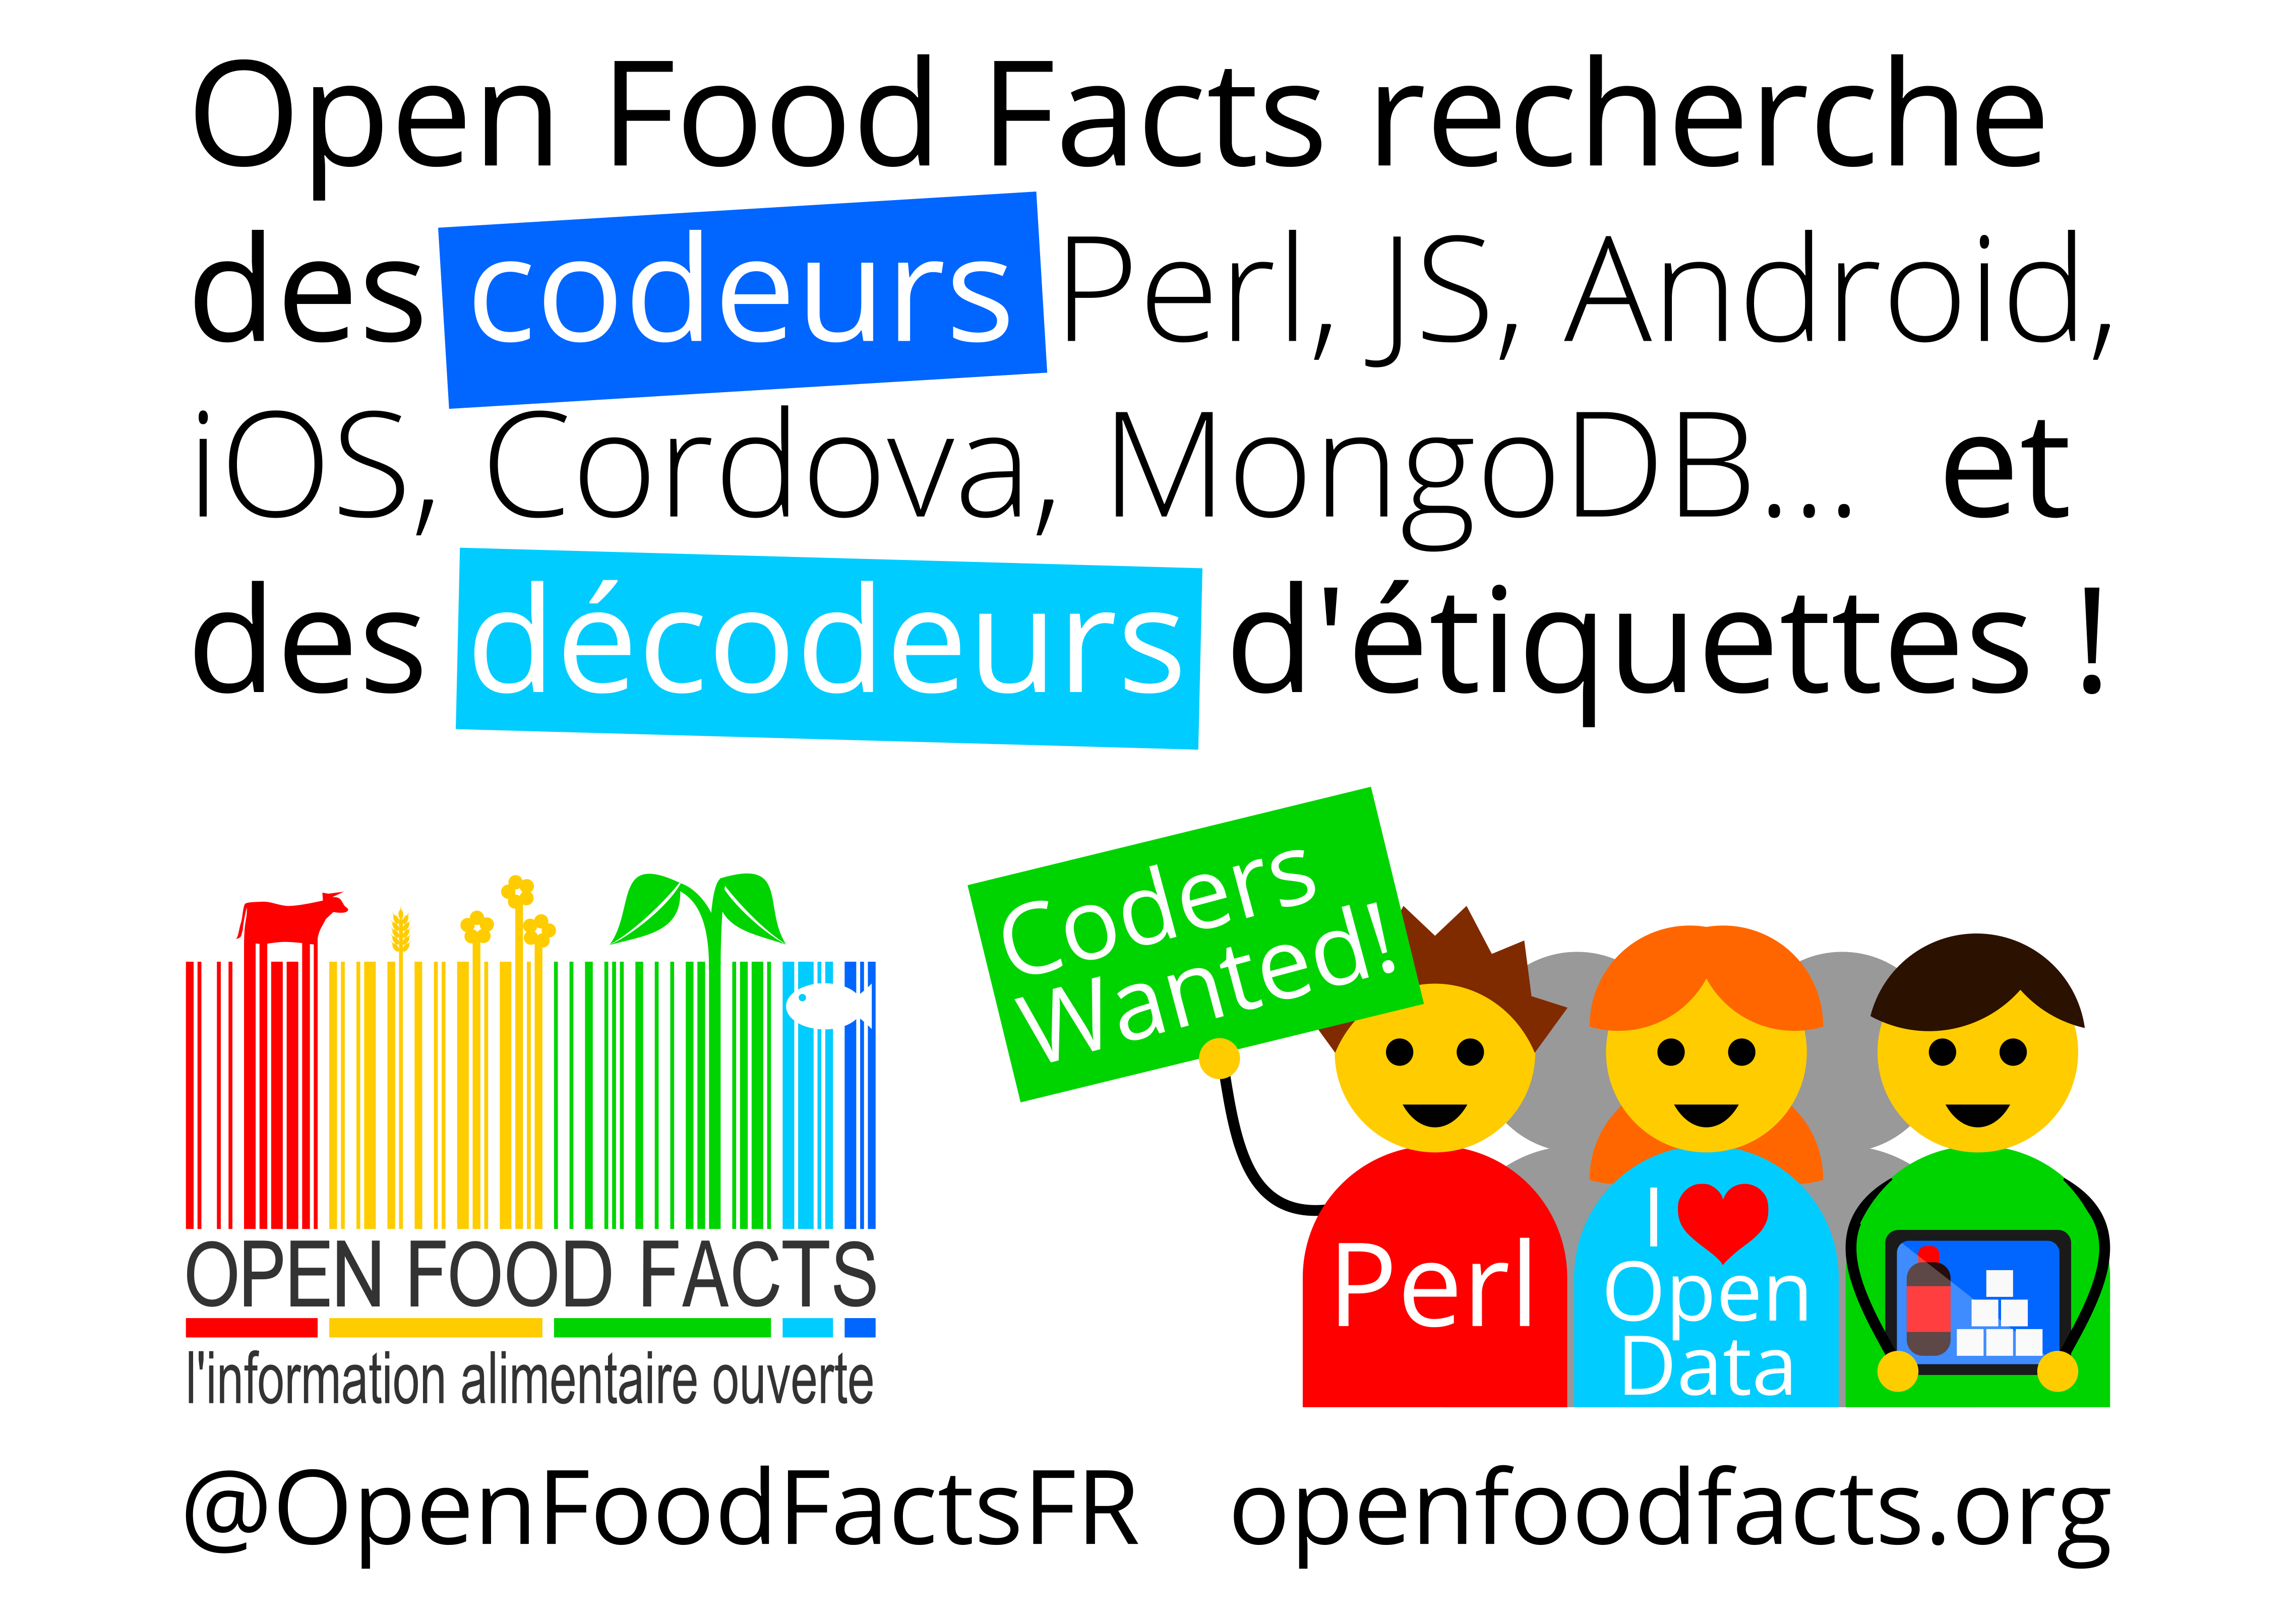 Open Food Facts recherche
des codeurs Perl, JS, Android,
iOS, Cordova, MongoDB... et
des décodeurs d'étiquettes !
Coders
Wanted!
OPEN FOOD FACTS
l'information alimentaire ouverte
Perl
I
Open
Data
@OpenFoodFactsFR openfoodfacts.org